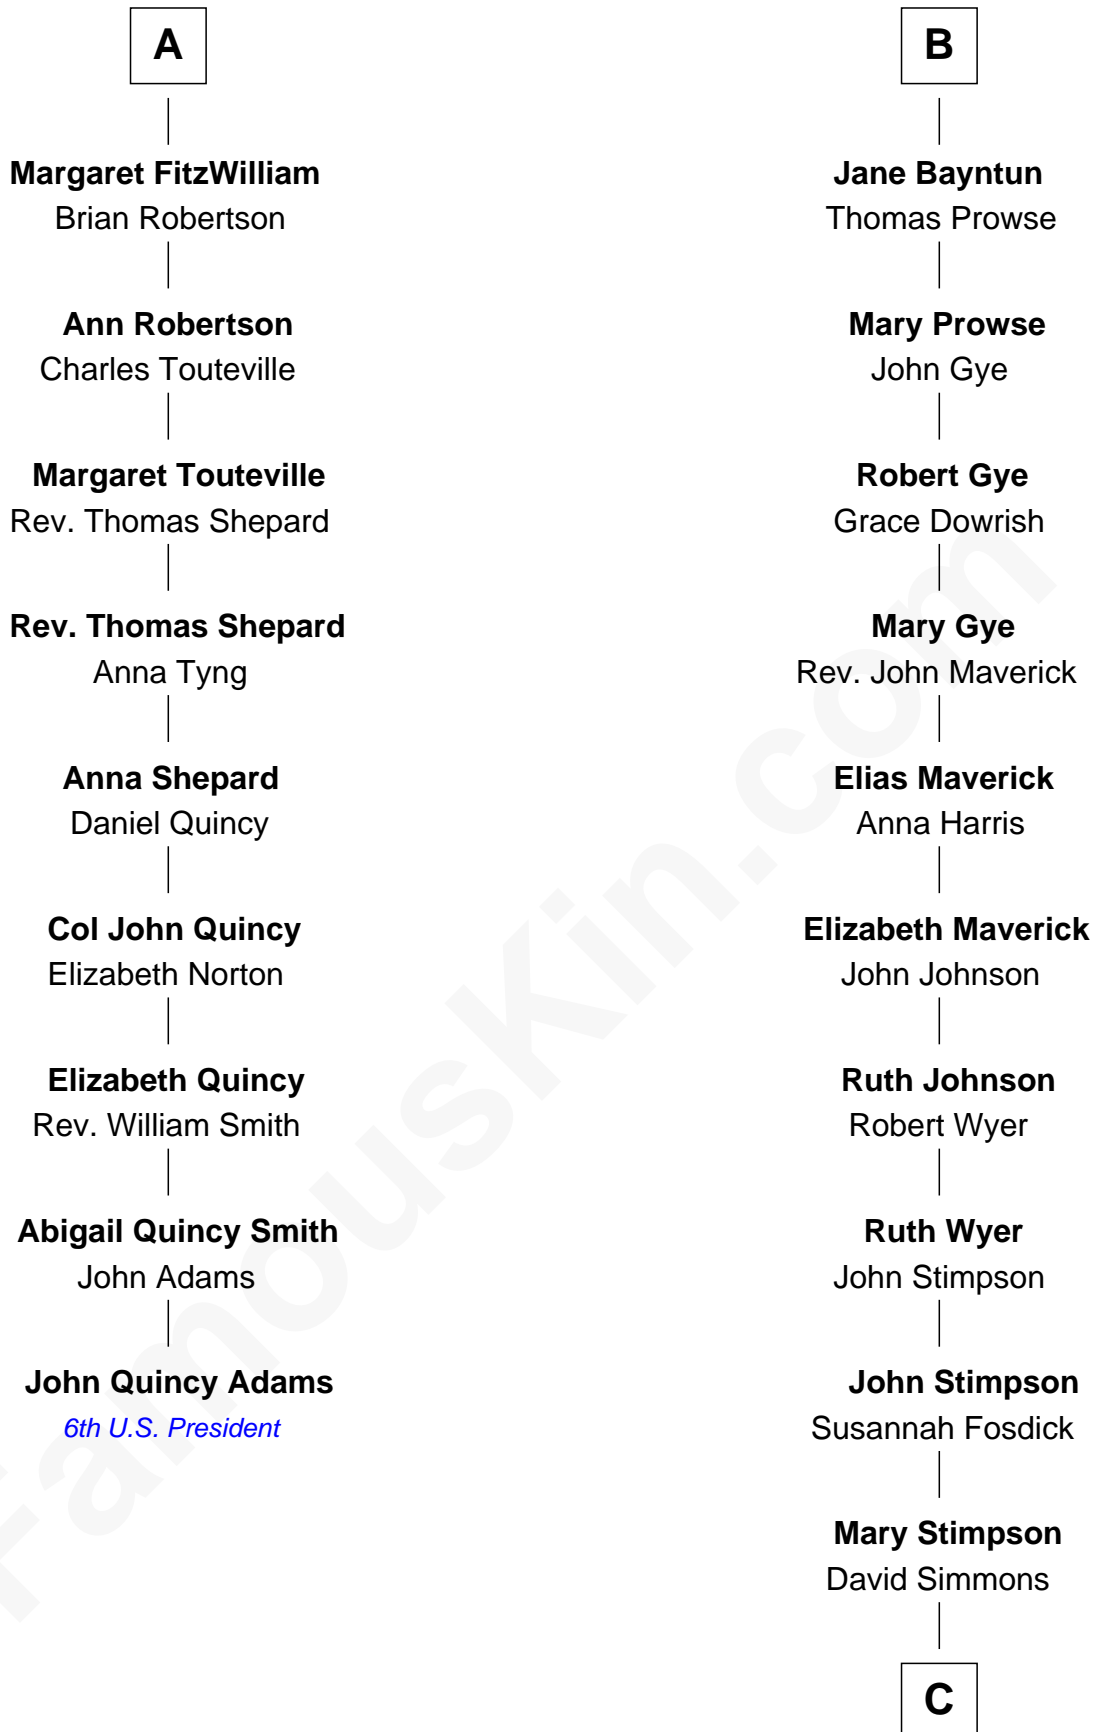 A
Margaret FitzWilliam
Brian Robertson
Ann Robertson
Charles Touteville
Margaret Touteville
Rev. Thomas Shepard
Rev. Thomas Shepard
Anna Tyng
Anna Shepard
Daniel Quincy
Col John Quincy
Elizabeth Norton
Elizabeth Quincy
Rev. William Smith
Abigail Quincy Smith
John Adams
John Quincy Adams
6th U.S. President
B
Jane Bayntun
Thomas Prowse
Mary Prowse
John Gye
Robert Gye
Grace Dowrish
Mary Gye
Rev. John Maverick
Elias Maverick
Anna Harris
Elizabeth Maverick
John Johnson
Ruth Johnson
Robert Wyer
Ruth Wyer
John Stimpson
John Stimpson
Susannah Fosdick
Mary Stimpson
David Simmons
C
FamousKin.com